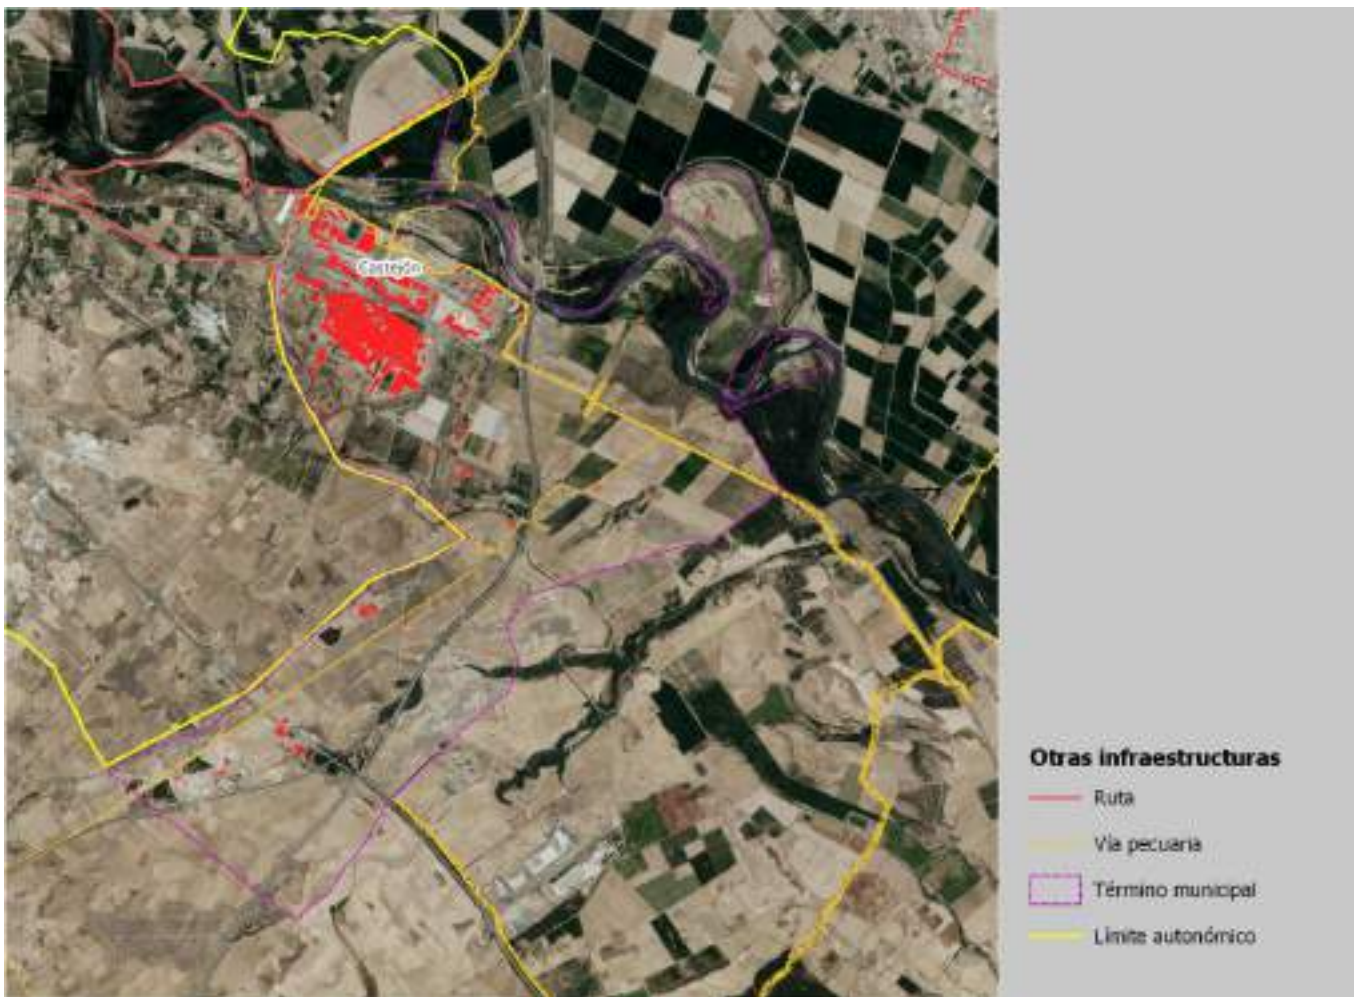 Castejón
Otras infraestructuras
Ruta
Vía pecuaria
Término municipal
Límite autonómico